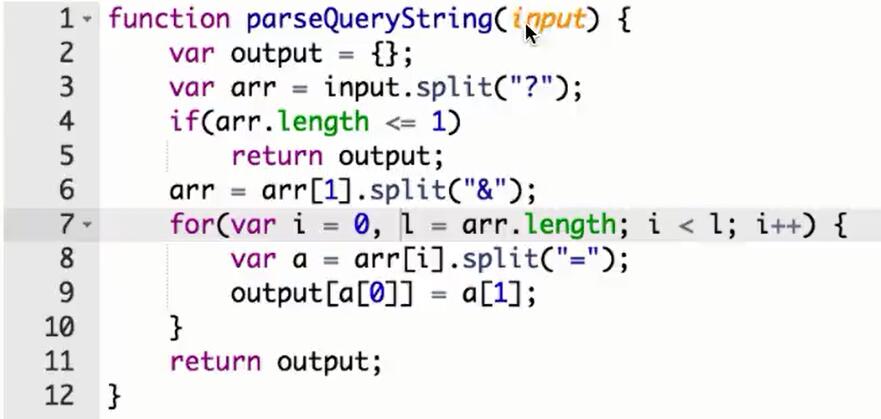 1 function parseQueryString(input) {
2     var output = {};
3     var arr = input.split("?");
4     if(arr.length <= 1)
5         return output;
6     arr = arr[1].split("&");
7     for(var i = 0, l = arr.length; i < l; i++) {
8         var a = arr[i].split("=");
9         output[a[0]] = a[1];
10     }
11     return output;
12 }